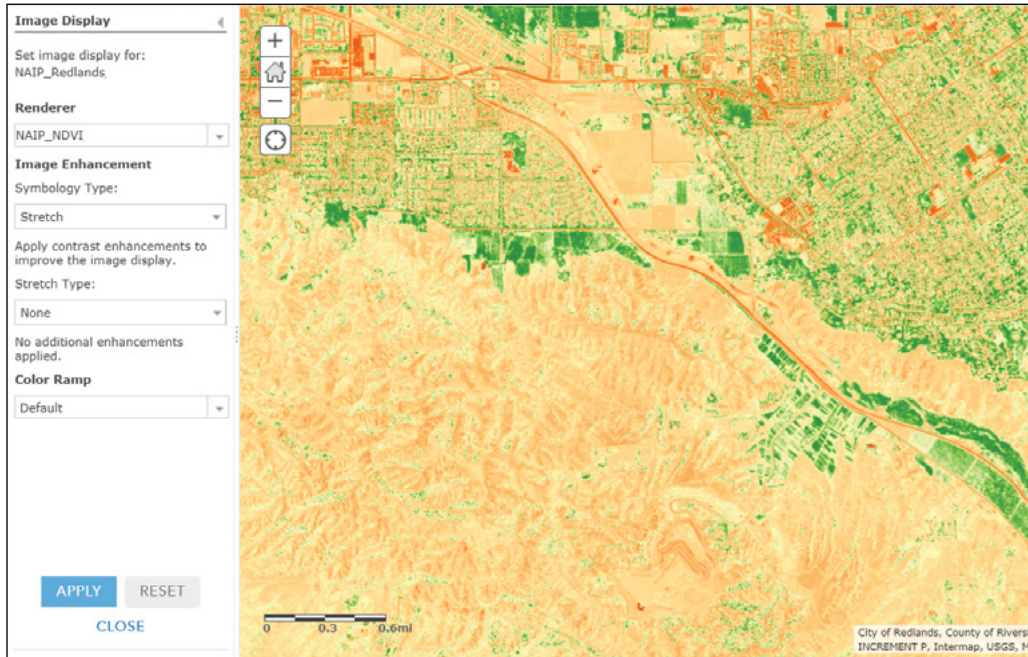 Image Display
Set image display for:
NAIP_Redlands
Renderer
NAIP_NDVI
Image Enhancement
Symbology Type:
Stretch
Apply contrast enhancements to
improve the image display.
Stretch Type:
None
No additional enhancements
applied.
Color Ramp
Default
APPLY
RESET
CLOSE
+
−
0 0.3 0.6mi
City of Redlands, County of Rivers
INCREMENT P, Intermap, USGS, M